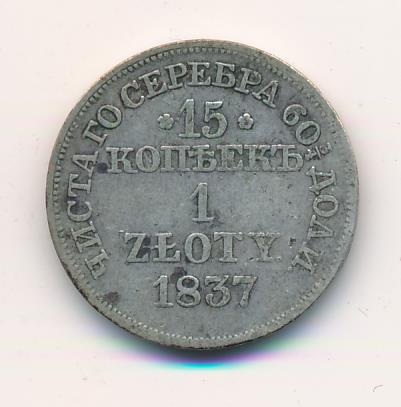 ЧИСТАГО СЕРЕБРА 60 ДОЛИ
15
КОПѢЕКЪ
1
ZŁOTY.
1837